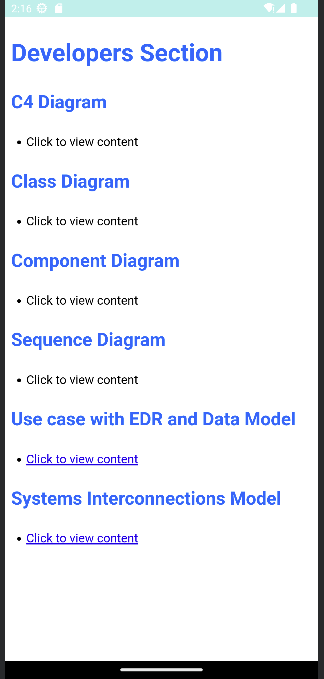 2:16
Developers Section
C4 Diagram
• Click to view content
Class Diagram
• Click to view content
Component Diagram
• Click to view content
Sequence Diagram
• Click to view content
Use case with EDR and Data Model
• Click to view content
Systems Interconnections Model
• Click to view content